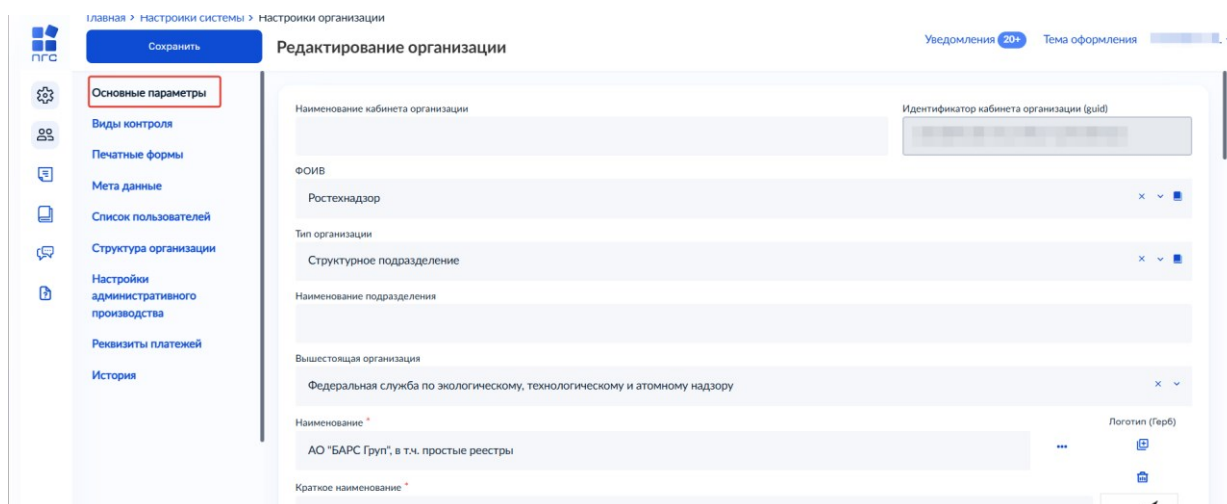 Главная > Настройки системы > Настройки организации
Сохранить
Редактирование организации
Уведомления 20+
Тема оформления
пгс
Основные параметры
Виды контроля
Печатные формы
Мета данные
Список пользователей
Структура организации
Настройки
административного
производства
Реквизиты платежей
История
Наименование кабинета организации
Идентификатор кабинета организации (guid)
ФОИВ
Ростехнадзор
Тип организации
Структурное подразделение
Наименование подразделения
Вышестоящая организация
Федеральная служба по экологическому, технологическому и атомному надзору
Наименование *
Логотип (Герб)
АО "БАРС Груп", в т.ч. простые реестры
Краткое наименование *